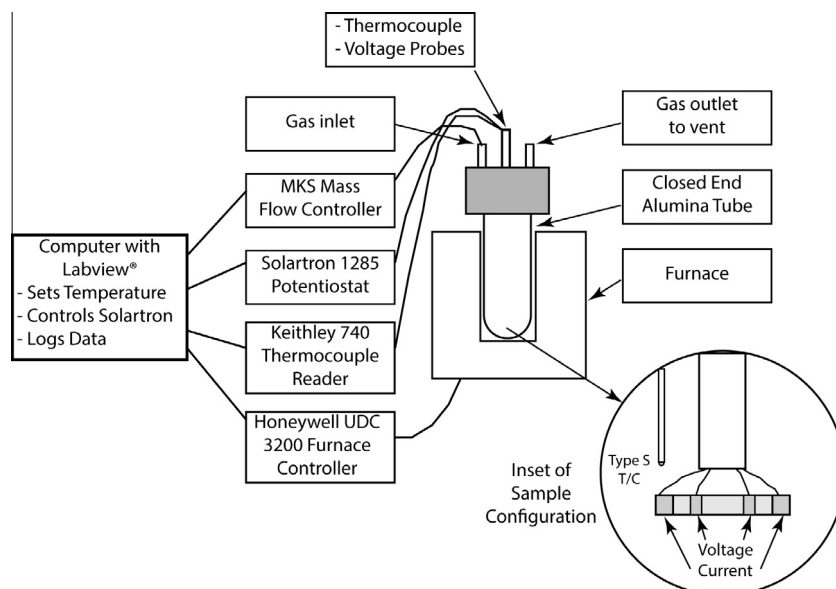 - Thermocouple
- Voltage Probes
Gas inlet
Gas outlet
to vent
MKS Mass
Flow Controller
Closed End
Alumina Tube
Computer with
Labview®
- Sets Temperature
- Controls Solartron
- Logs Data
Solartron 1285
Potentiostat
Furnace
Keithley 740
Thermocouple
Reader
Honeywell UDC
3200 Furnace
Controller
Inset of
Sample
Configuration
Type S
T/C
Voltage
Current